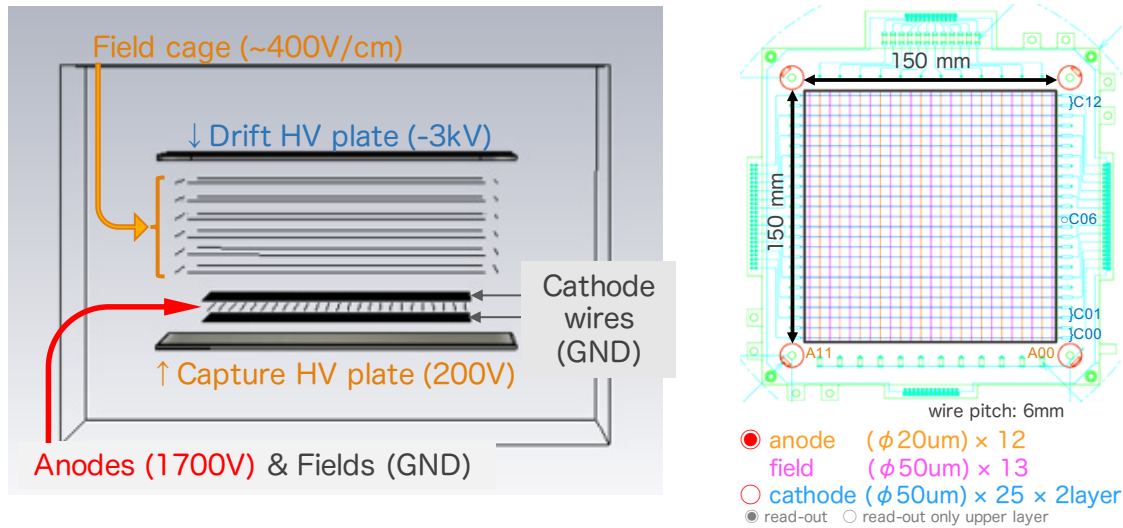 Field cage (~400V/cm)
↓ Drift HV plate (-3kV)
Cathode
wires
(GND)
↑ Capture HV plate (200V)
Anodes (1700V) & Fields (GND)
150 mm
150 mm
}C12
C06
}C01
}C00
A11
A00
wire pitch: 6mm
anode (φ20um) × 12
field (φ50um) × 13
cathode (φ50um) × 25 × 2layer
read-out read-out only upper layer